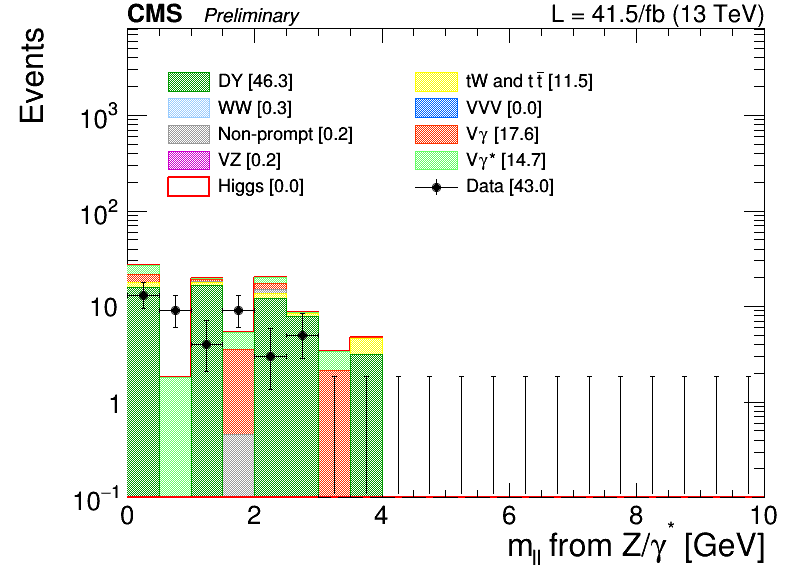 CMS Preliminary L = 41.5/fb (13 TeV)
Events
DY [46.3]
WW [0.3]
Non-prompt [0.2]
VZ [0.2]
Higgs [0.0]
tW and t t̄ [11.5]
VVV [0.0]
Vγ [17.6]
Vγ* [14.7]
Data [43.0]
10³
10²
10
1
10⁻¹
0 2 4 6 8 10
m_ll from Z/γ* [GeV]